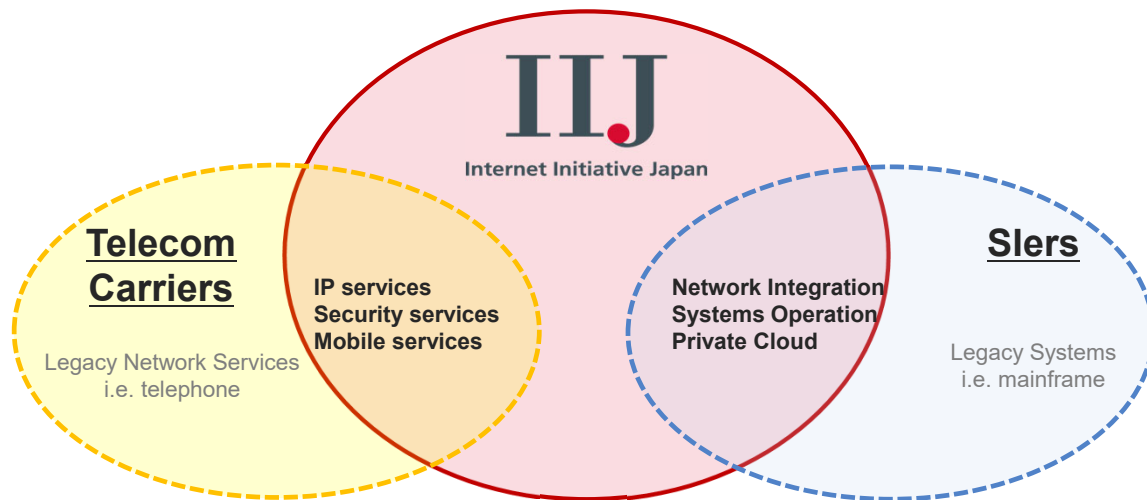 IIJ
Internet Initiative Japan
Telecom
Carriers
Legacy Network Services
i.e. telephone
IP services
Security services
Mobile services
Network Integration
Systems Operation
Private Cloud
SIers
Legacy Systems
i.e. mainframe